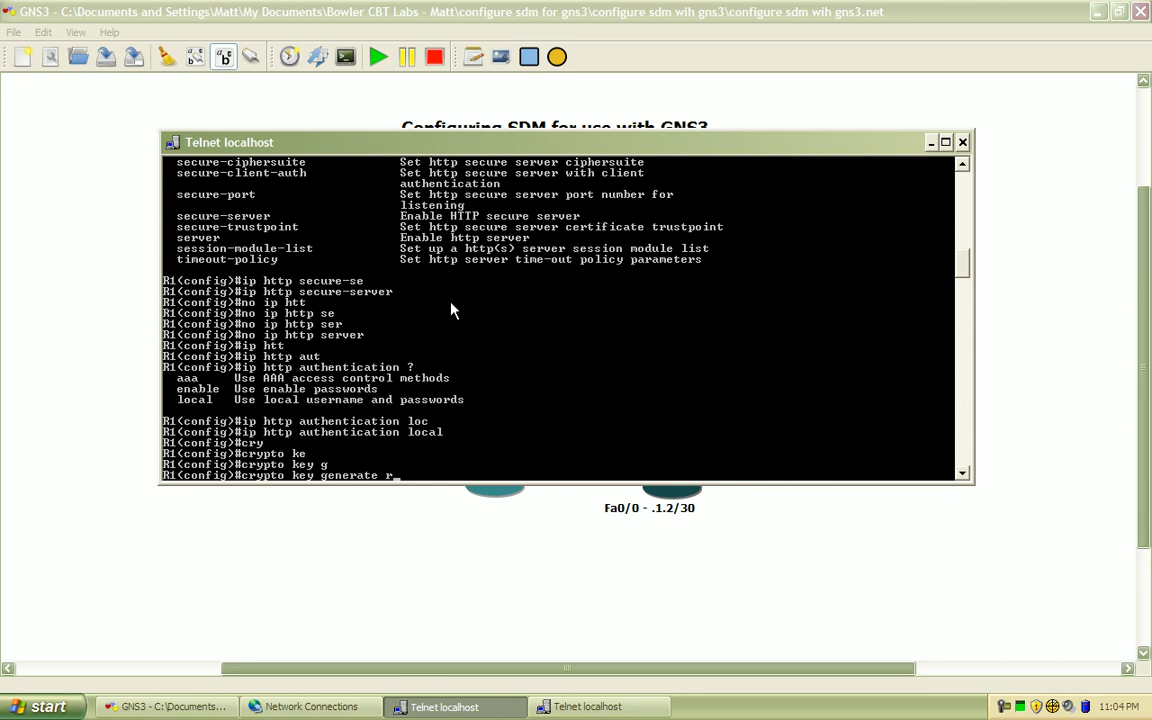 GNS3 - C:\Documents and Settings\Matt\My Documents\Bowler CBT Labs - Matt\configure sdm for gns3\configure sdm wih gns3\configure sdm wih gns3.net
File Edit View Help
Configuring SDM for use with GNS3
Telnet localhost
secure-ciphersuite Set http secure server ciphersuite
secure-client-auth Set http secure server with client
authentication
secure-port Set http secure server port number for
listening
secure-server Enable HTTP secure server
secure-trustpoint Set http secure server certificate trustpoint
server Enable http server
session-module-list Set up a http(s) server session module list
timeout-policy Set http server time-out policy parameters
R1(config)#ip http secure-se
R1(config)#ip http secure-server
R1(config)#no ip htt
R1(config)#no ip http se
R1(config)#no ip http ser
R1(config)#no ip http server
R1(config)#ip htt
R1(config)#ip http aut
R1(config)#ip http authentication ?
aaa Use AAA access control methods
enable Use enable passwords
local Use local username and passwords
R1(config)#ip http authentication loc
R1(config)#ip http authentication local
R1(config)#cry
R1(config)#crypto ke
R1(config)#crypto key g
R1(config)#crypto key generate r_
Fa0/0 - .1.2/30
start GNS3 - C:\Documents... Network Connections Telnet localhost Telnet localhost 11:04 PM